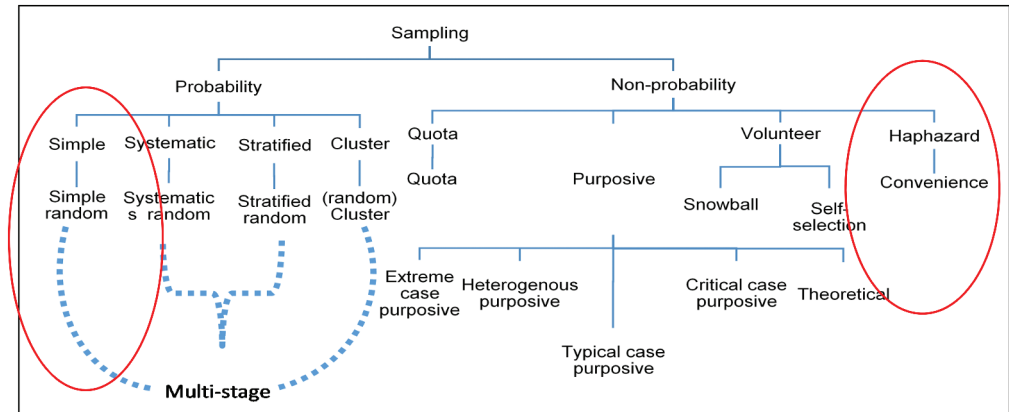 Sampling
Probability
Non-probability
Simple
Systematic
Stratified
Cluster
Quota
Purposive
Volunteer
Haphazard
Simple
random
Systematic
s random
Stratified
random
(random)
Cluster
Quota
Snowball
Self-
selection
Convenience
Extreme
case
purposive
Heterogenous
purposive
Typical case
purposive
Critical case
purposive
Theoretical
Multi-stage